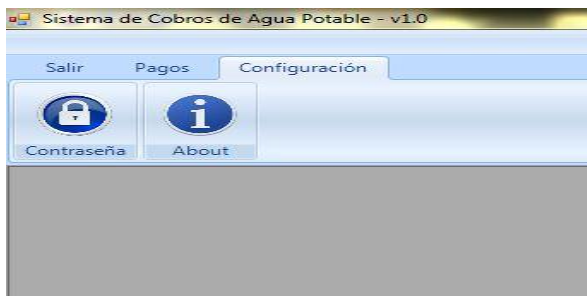 Sistema de Cobros de Agua Potable - v1.0
Salir Pagos Configuración
Contraseña About